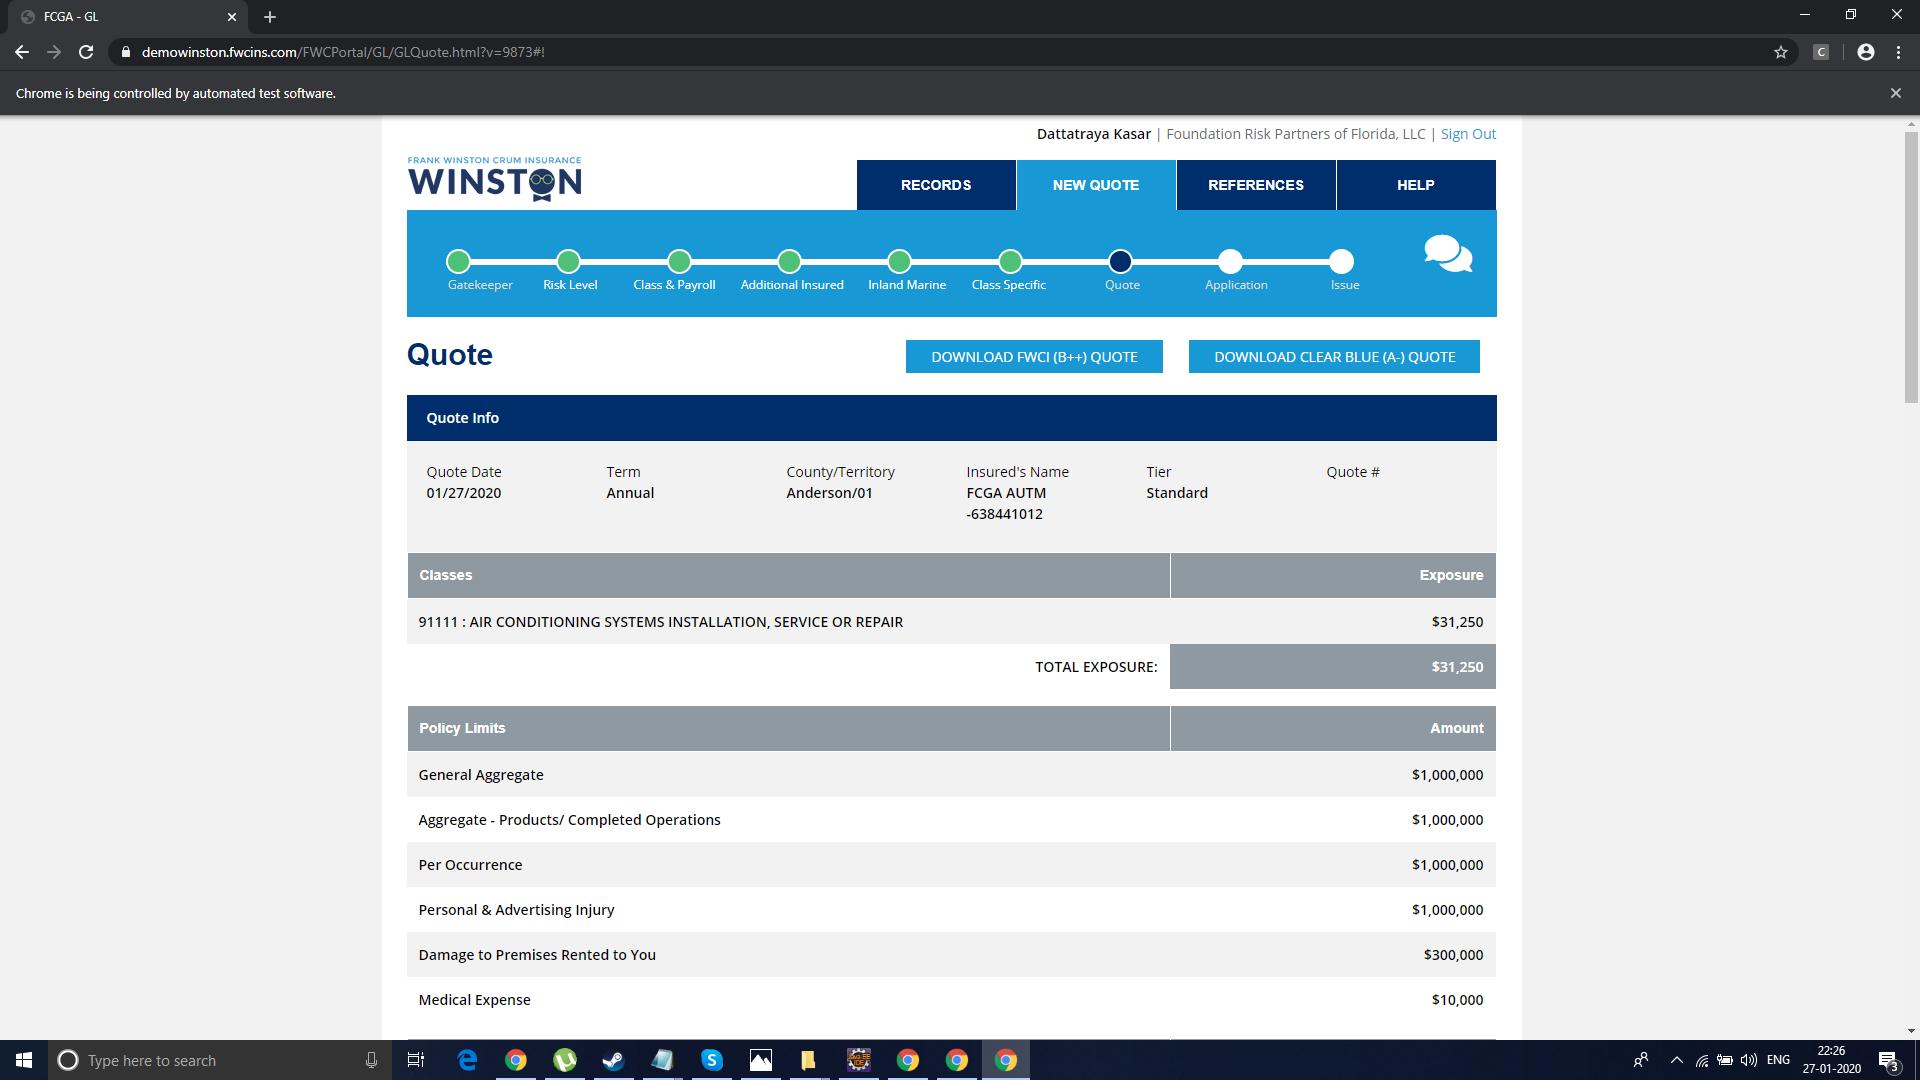 FCGA - GL
demowinston.fwcins.com/FWCPortal/GL/GLQuote.html?v=9873#!
C
Chrome is being controlled by automated test software.
Dattatraya Kasar | Foundation Risk Partners of Florida, LLC | Sign Out
FRANK WINSTON CRUM INSURANCE
WINSTON
RECORDS
NEW QUOTE
REFERENCES
HELP
Gatekeeper
Risk Level
Class & Payroll
Additional Insured
Inland Marine
Class Specific
Quote
Application
Issue
Quote
DOWNLOAD FWCI (B++) QUOTE
DOWNLOAD CLEAR BLUE (A-) QUOTE
Quote Info
Quote Date
01/27/2020
Term
Annual
County/Territory
Anderson/01
Insured's Name
FCGA AUTM
-638441012
Tier
Standard
Quote #
Classes Exposure
91111 : AIR CONDITIONING SYSTEMS INSTALLATION, SERVICE OR REPAIR $31,250
TOTAL EXPOSURE: $31,250
Policy Limits Amount
General Aggregate $1,000,000
Aggregate - Products/ Completed Operations $1,000,000
Per Occurrence $1,000,000
Personal & Advertising Injury $1,000,000
Damage to Premises Rented to You $300,000
Medical Expense $10,000
Type here to search
ENG
22:26
27-01-2020
3